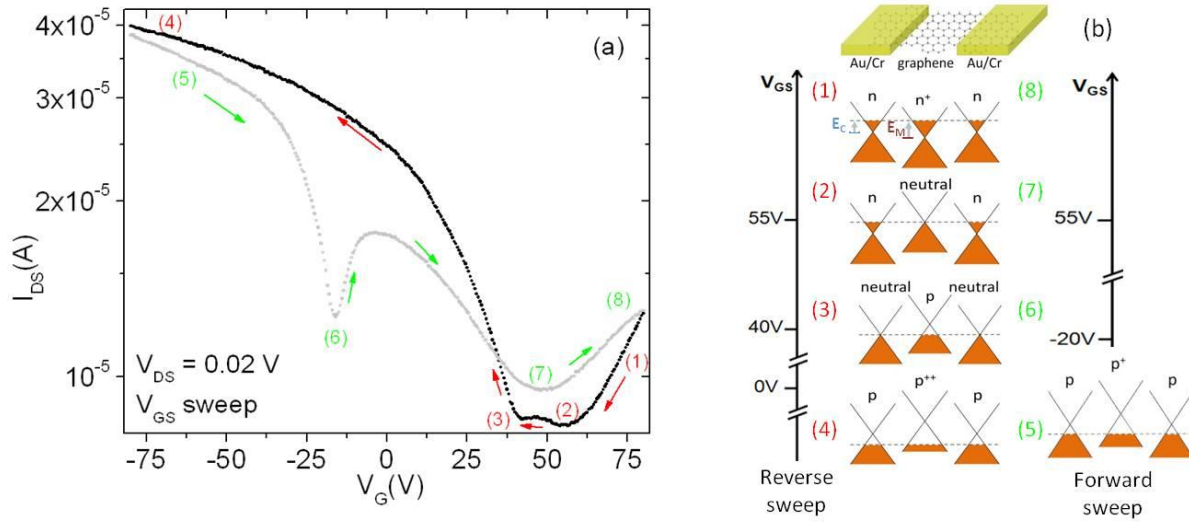 (a)
4x10⁻⁵
3x10⁻⁵
2x10⁻⁵
10⁻⁵
I_DS(A)
(4)
(5)
(6)
(7)
(8)
(1)
(2)
(3)
V_DS = 0.02 V
V_GS sweep
-75 -50 -25 0 25 50 75
V_G(V)
(b)
Au/Cr graphene Au/Cr
V_GS
V_GS
(1) n n⁺ n (8)
E_C E_M
(2) neutral (7)
n n
55V 55V
(3) neutral p neutral (6)
40V -20V
0V
(4) p p⁺⁺ p
p p⁺ p
(5)
Reverse
sweep
Forward
sweep